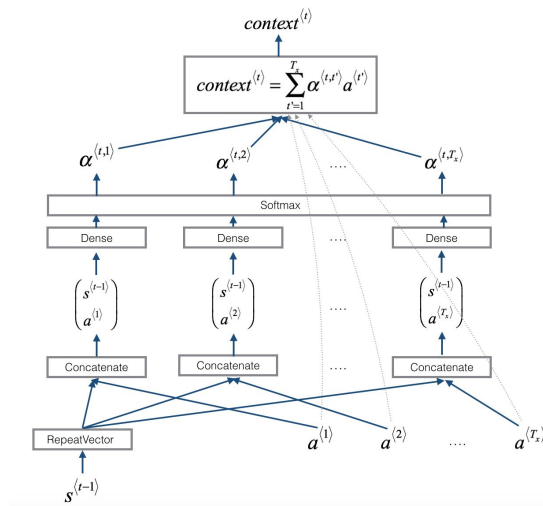 context⟨t⟩
context⟨t⟩ = ∑ t'=1 T_x α⟨t,t'⟩ a⟨t'⟩
α⟨t,1⟩ α⟨t,2⟩ .... α⟨t,T_x⟩
Softmax
Dense Dense .... Dense
s⟨t-1⟩ s⟨t-1⟩ s⟨t-1⟩
....
a⟨1⟩ a⟨2⟩ a⟨T_x⟩
Concatenate Concatenate .... Concatenate
RepeatVector a⟨1⟩ a⟨2⟩ .... a⟨T_x⟩
s⟨t-1⟩